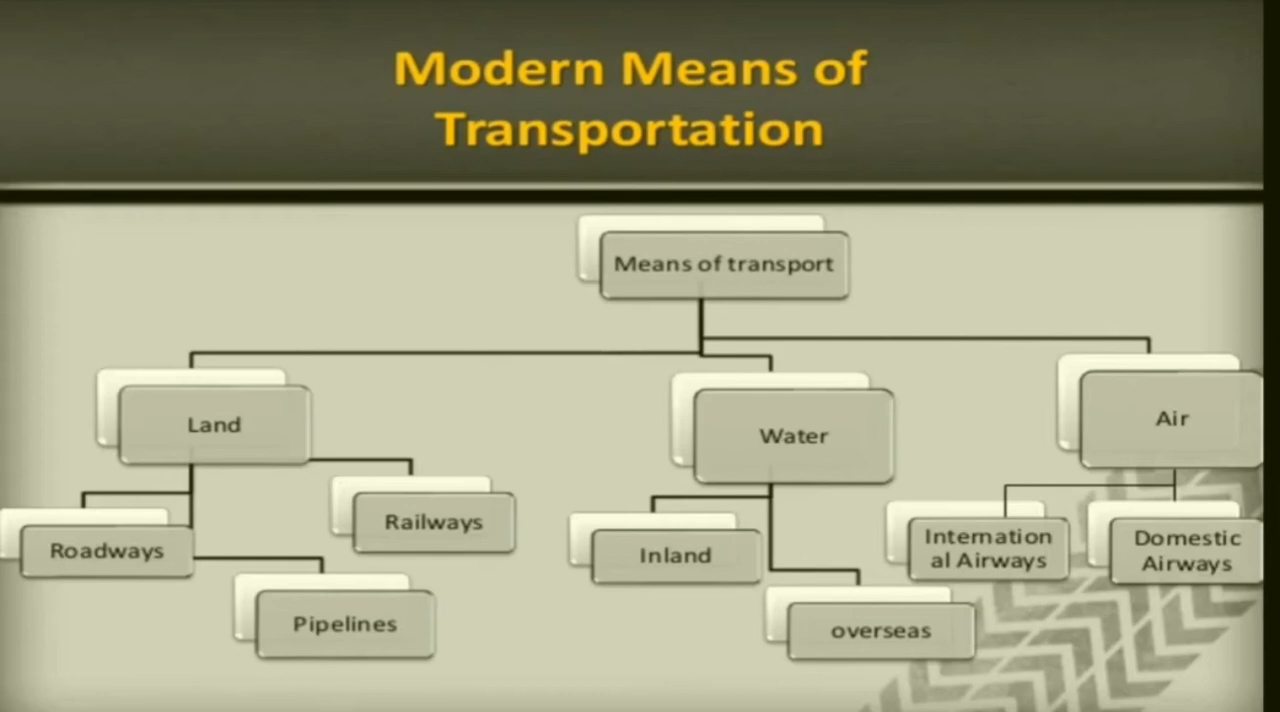 Modern Means of
Transportation
Means of transport
Land
Water
Air
Roadways
Railways
Pipelines
Inland
overseas
Internation
al Airways
Domestic
Airways